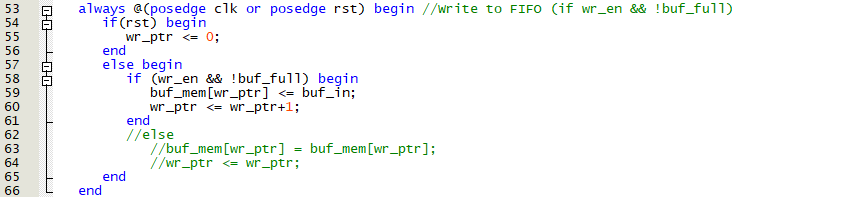 53 always @(posedge clk or posedge rst) begin //Write to FIFO (if wr_en && !buf_full)
54 if(rst) begin
55 wr_ptr <= 0;
56 end
57 else begin
58 if (wr_en && !buf_full) begin
59 buf_mem[wr_ptr] <= buf_in;
60 wr_ptr <= wr_ptr+1;
61 end
62 //else
63 //buf_mem[wr_ptr] = buf_mem[wr_ptr];
64 //wr_ptr <= wr_ptr;
65 end
66 end